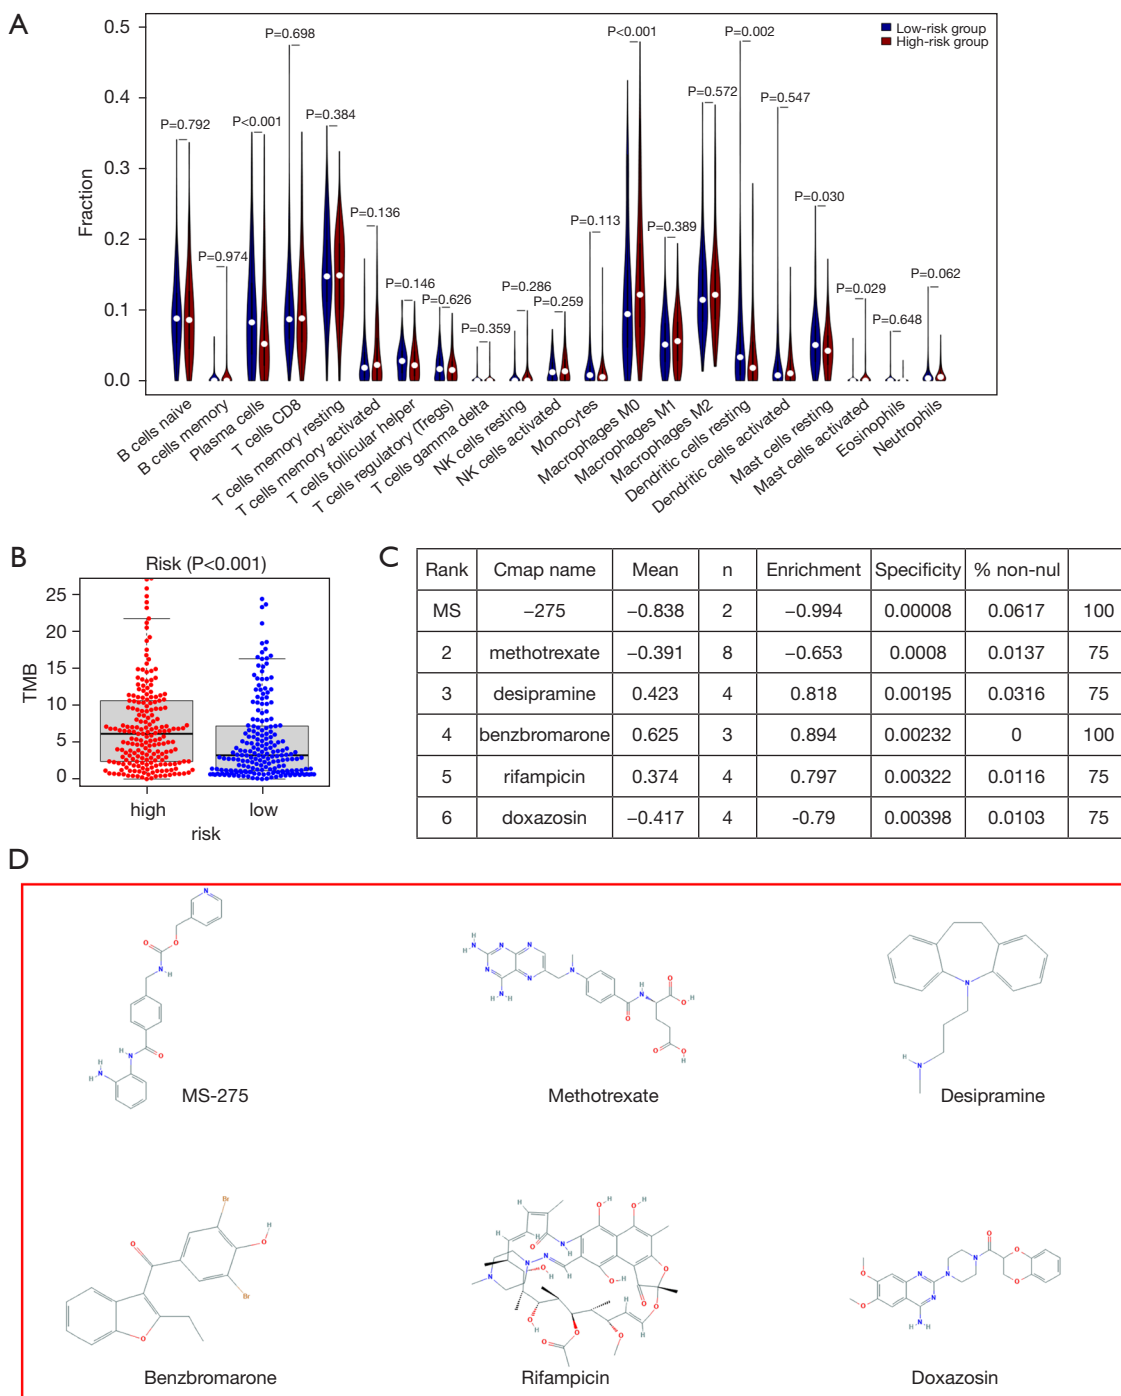 A
0.5
0.4
0.3
0.2
0.1
0.0
Fraction
Low-risk group
High-risk group
P=0.792
P=0.974
P<0.001
P=0.698
P=0.384
P=0.136
P=0.146
P=0.626
P=0.359
P=0.286
P=0.259
P=0.113
P<0.001
P=0.389
P=0.572
P=0.002
P=0.547
P=0.030
P=0.029
P=0.648
P=0.062
B cells naive
B cells memory
Plasma cells
T cells CD8
T cells memory resting
T cells memory activated
T cells follicular helper
T cells regulatory (Tregs)
T cells gamma delta
NK cells resting
NK cells activated
Monocytes
Macrophages M0
Macrophages M1
Macrophages M2
Dendritic cells resting
Dendritic cells activated
Mast cells resting
Mast cells activated
Eosinophils
Neutrophils
B
Risk (P<0.001)
25
20
15
10
5
0
TMB
high low
risk
C
Rank Cmap name Mean n Enrichment Specificity % non-nul
MS −275 −0.838 2 −0.994 0.00008 0.0617 100
2 methotrexate −0.391 8 −0.653 0.0008 0.0137 75
3 desipramine 0.423 4 0.818 0.00195 0.0316 75
4 benzbromarone 0.625 3 0.894 0.00232 0 100
5 rifampicin 0.374 4 0.797 0.00322 0.0116 75
6 doxazosin −0.417 4 -0.79 0.00398 0.0103 75
D
MS-275
Methotrexate
Desipramine
Benzbromarone
Rifampicin
Doxazosin